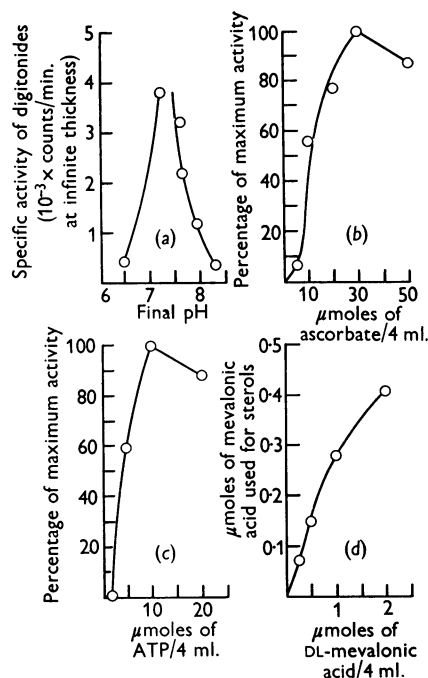 Specific activity of digitonides
(10⁻³ x counts/min.
at infinite thickness)
5
4
3
2
1
(a)
6
7
8
Final pH
Percentage of maximum activity
100
80
60
40
20
(b)
10
30
50
μmoles of
ascorbate/4 ml.
Percentage of maximum activity
100
80
60
40
20
(c)
10
20
μmoles of
ATP/4 ml.
μmoles of mevalonic
acid used for sterols
0·5
0·4
0·3
0·2
0·1
(d)
1
2
μmoles of
DL-mevalonic
acid/4 ml.